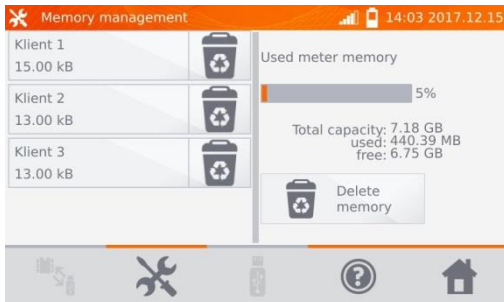 Memory management
14:03 2017.12.15
Klient 1
15.00 kB
Klient 2
13.00 kB
Klient 3
13.00 kB
Used meter memory
5%
Total capacity: 7.18 GB
used: 440.39 MB
free: 6.75 GB
Delete
memory